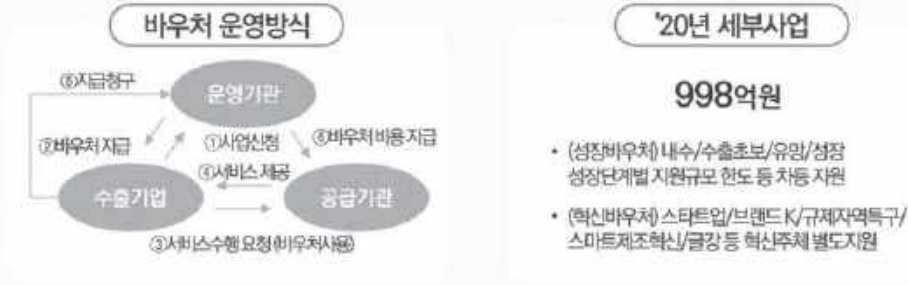 바우처 운영방식
⑤지급청구
운영기관
②바우처 지급
①사업신청
⑥바우처 비용 지급
④서비스 제공
수출기업
공급기관
③서비스수행 요청(바우처사용)
'20년 세부사업
998억원
• (성장바우처) 내수/수출초보/유망/성장
성장단계별 지원규모 한도 등 차등 지원
• (혁신바우처) 스타트업/브랜드 K/규제자역특구/
스마트제조혁신/글강 등 혁신주체 별도지원